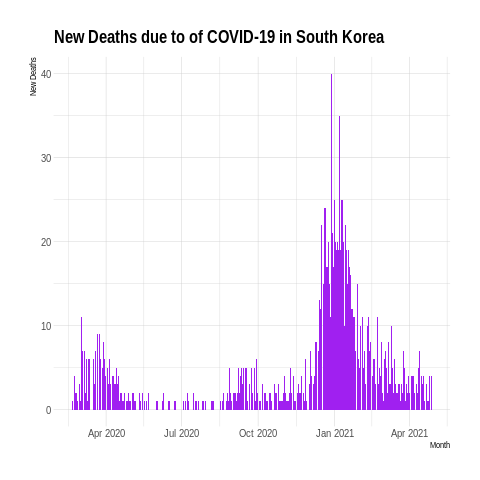 New Deaths due to of COVID-19 in South Korea
New Deaths
40
30
20
10
0
Apr 2020 Jul 2020 Oct 2020 Jan 2021 Apr 2021
Month